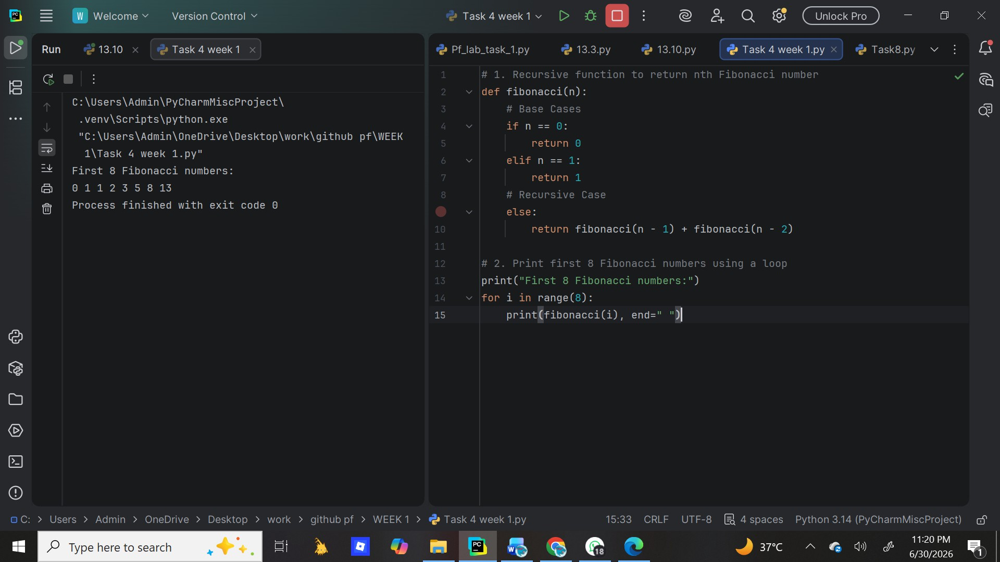 W Welcome Version Control Task 4 week 1 Unlock Pro
Run 13.10 Task 4 week 1
Pf_lab_task_1.py 13.3.py 13.10.py Task 4 week 1.py Task8.py
C:\Users\Admin\PyCharmMiscProject\
.venv\Scripts\python.exe
"C:\Users\Admin\OneDrive\Desktop\work\github pf\WEEK
1\Task 4 week 1.py"
First 8 Fibonacci numbers:
0 1 1 2 3 5 8 13
Process finished with exit code 0
1 # 1. Recursive function to return nth Fibonacci number
2 def fibonacci(n):
3     # Base Cases
4     if n == 0:
5         return 0
6     elif n == 1:
7         return 1
8     # Recursive Case
    else:
10         return fibonacci(n - 1) + fibonacci(n - 2)
11
12 # 2. Print first 8 Fibonacci numbers using a loop
13 print("First 8 Fibonacci numbers:")
14 for i in range(8):
15     print(fibonacci(i), end=" ")
C: > Users > Admin > OneDrive > Desktop > work > github pf > WEEK 1 > Task 4 week 1.py 15:33 CRLF UTF-8 4 spaces Python 3.14 (PyCharmMiscProject)
Type here to search PC W 18 37°C 11:20 PM 1
6/30/2026